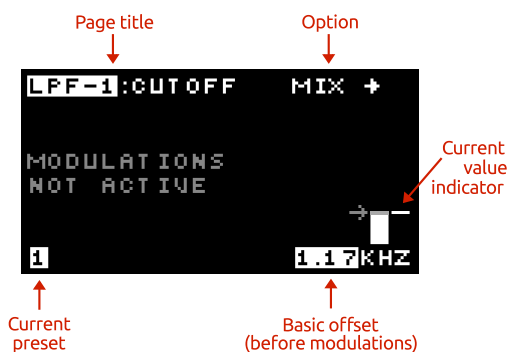 Page title
Option
LPF-1:CUTOFF MIX →
MODULATIONS
NOT ACTIVE
Current
value
indicator
1
1.17KHZ
Current
preset
Basic offset
(before modulations)